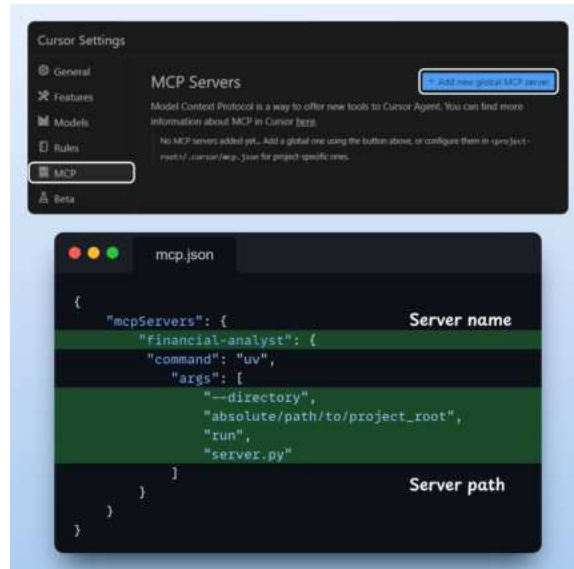 Cursor Settings
General
Features
Models
Rules
MCP
Beta
MCP Servers
+ Add new global MCP server
Model Context Protocol is a way to offer new tools to Cursor Agent. You can find more
information about MCP in Cursor here.
No MCP servers added yet... Add a global one using the button above, or configure them in <project-
root>/.cursor/mcp.json for project-specific ones.
mcp.json
{
"mcpServers": {
Server name
"financial-analyst": {
"command": "uv",
"args": [
"--directory",
"absolute/path/to/project_root",
"run",
"server.py"
]
Server path
}
}
}